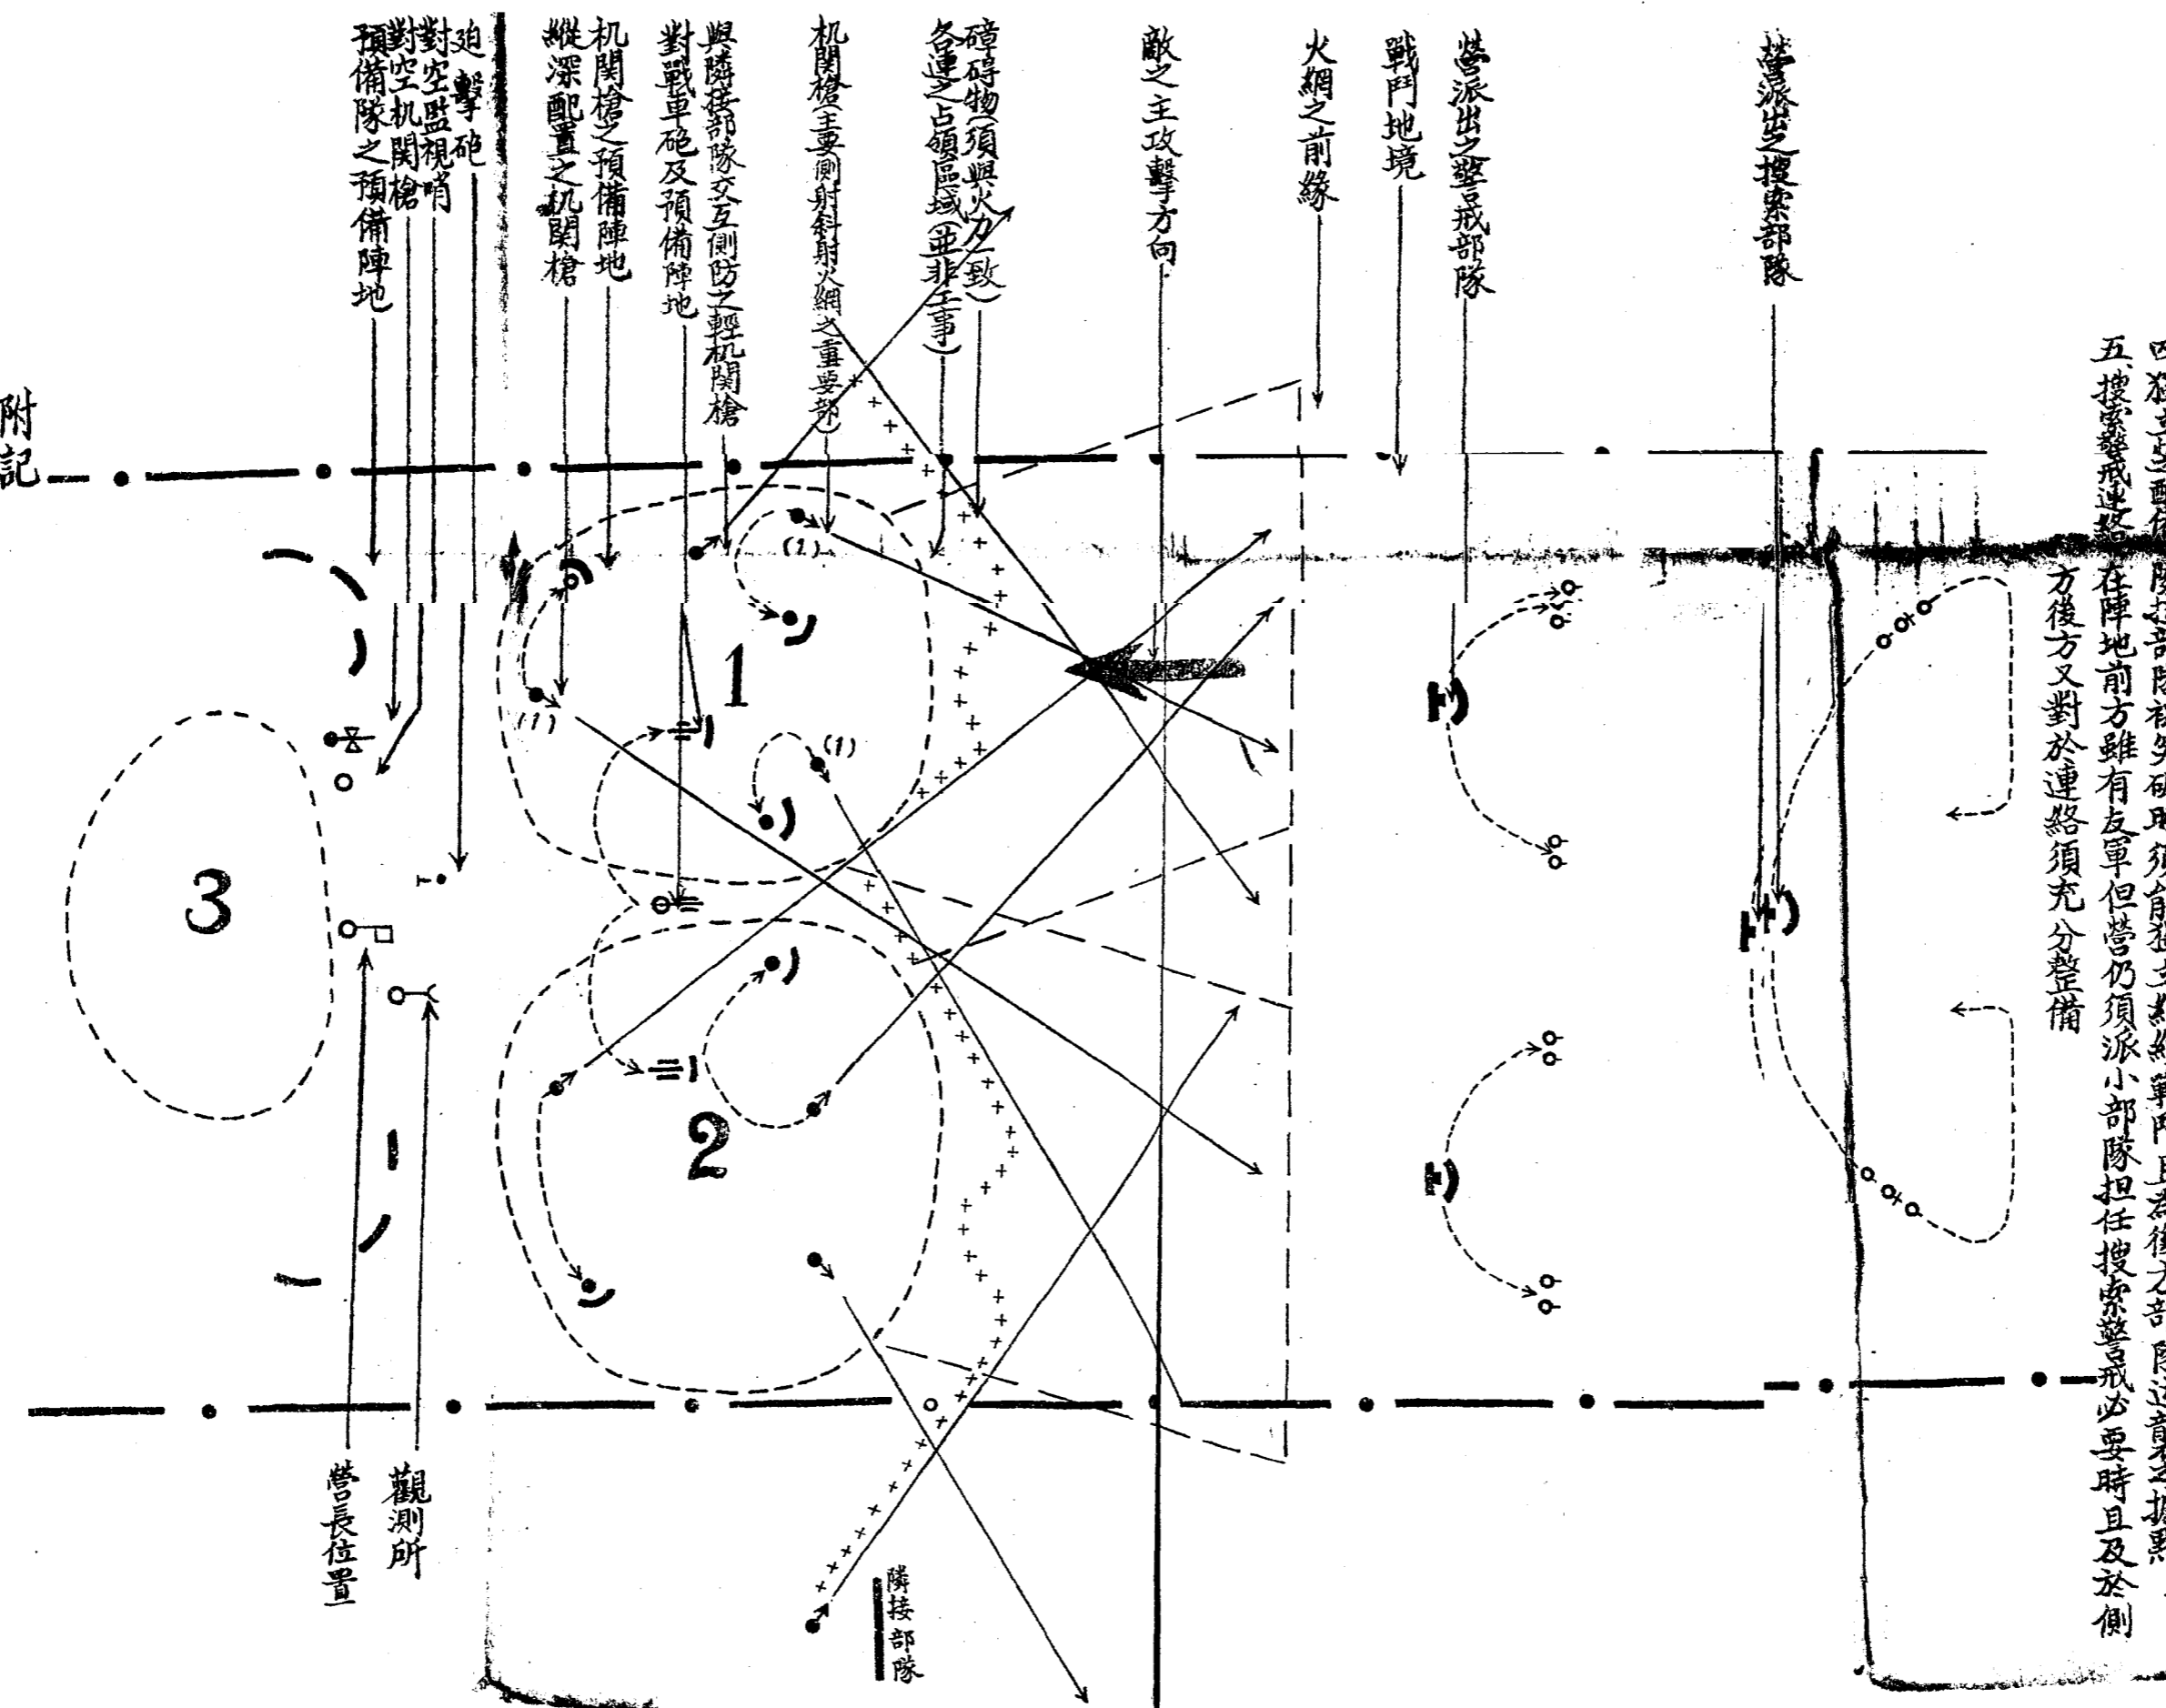 方後方又對於連絡須充分整備
五、搜索警戒連絡 在陣地前方雖有友軍但營仍須派小部隊担任搜索警戒必要時且及於側
營派出之搜索部隊
營派出之警戒部隊
戰鬥地境
火網之前緣
敵之主攻擊方向
碍碍物(須與火力一致)
各連之占領區域(並非工事)
机関槍(主要側射斜射火網之重要部)
與隣接部隊交互側防之輕机関槍
對戰車砲及預備陣地
机関槍之預備陣地
縱深配置之机関槍
迫擊砲
對空監視哨
對空机関槍
預備隊之預備陣地
附記
1
2
3
(1)
(1)
(1)
觀測所
營長位置
隣接部隊